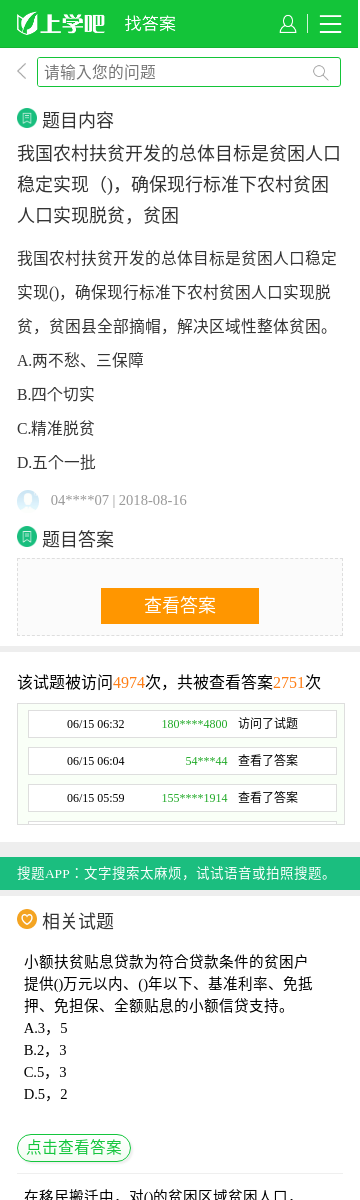 上学吧 找答案
请输入您的问题
题目内容
我国农村扶贫开发的总体目标是贫困人口
稳定实现（)，确保现行标准下农村贫困
人口实现脱贫，贫困
我国农村扶贫开发的总体目标是贫困人口稳定
实现()，确保现行标准下农村贫困人口实现脱
贫，贫困县全部摘帽，解决区域性整体贫困。
A.两不愁、三保障
B.四个切实
C.精准脱贫
D.五个一批
04****07 | 2018-08-16
题目答案
查看答案
该试题被访问4974次，共被查看答案2751次
06/15 06:32 180****4800 访问了试题
06/15 06:04 54***44 查看了答案
06/15 05:59 155****1914 查看了答案
搜题APP：文字搜索太麻烦，试试语音或拍照搜题。
相关试题
小额扶贫贴息贷款为符合贷款条件的贫困户
提供()万元以内、()年以下、基准利率、免抵
押、免担保、全额贴息的小额信贷支持。
A.3，5
B.2，3
C.5，3
D.5，2
点击查看答案
在移民搬迁中，对()的贫困区域贫困人口，